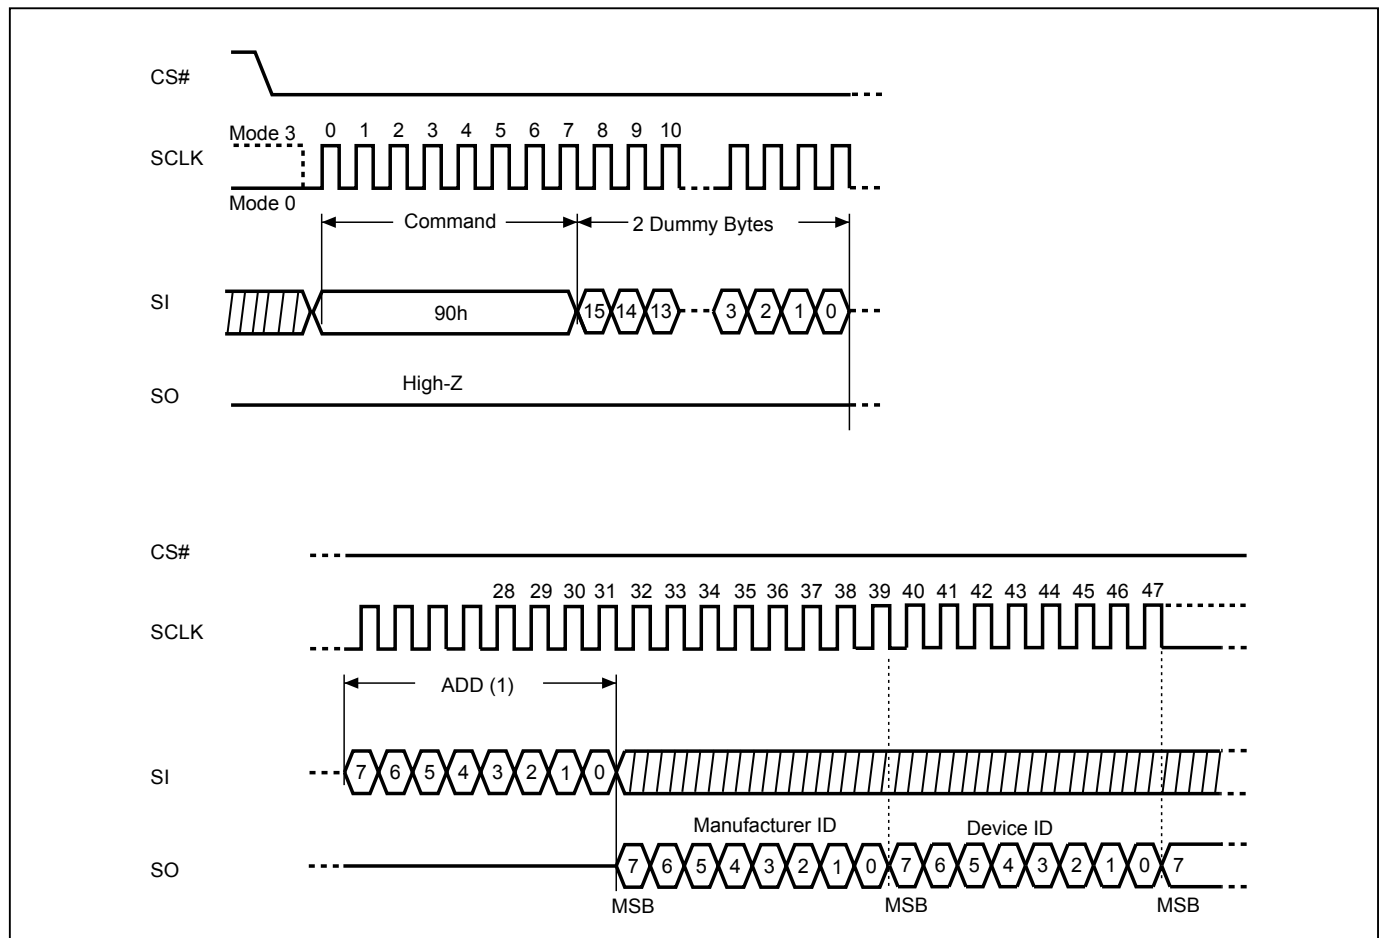 CS#
Mode 3 0 1 2 3 4 5 6 7 8 9 10
SCLK
Mode 0
Command 2 Dummy Bytes
SI 90h 15 14 13 3 2 1 0
High-Z
SO
CS#
28 29 30 31 32 33 34 35 36 37 38 39 40 41 42 43 44 45 46 47
SCLK
ADD (1)
SI 7 6 5 4 3 2 1 0
Manufacturer ID Device ID
SO 7 6 5 4 3 2 1 0 7 6 5 4 3 2 1 0 7
MSB MSB MSB